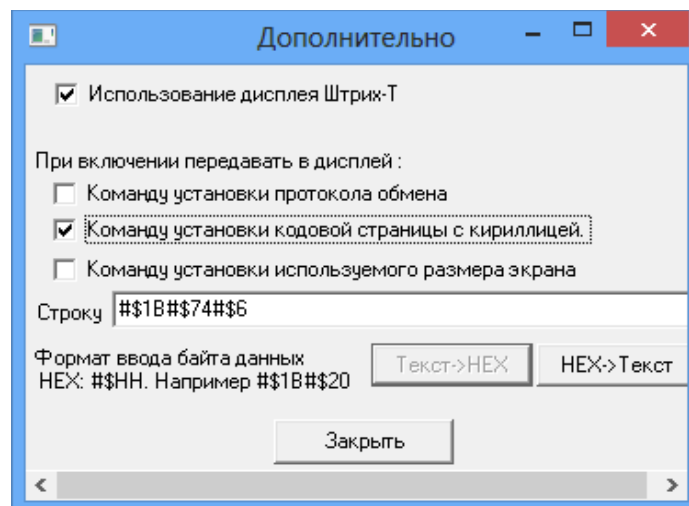 Дополнительно
Использование дисплея Штрих-Т
При включении передавать в дисплей :
Команду установки протокола обмена
Команду установки кодовой страницы с кириллицей.
Команду установки используемого размера экрана
Строку #$1B#$74#$6
Формат ввода байта данных
HEX: #$HH. Например #$1B#$20
Текст->HEX
HEX->Текст
Закрыть